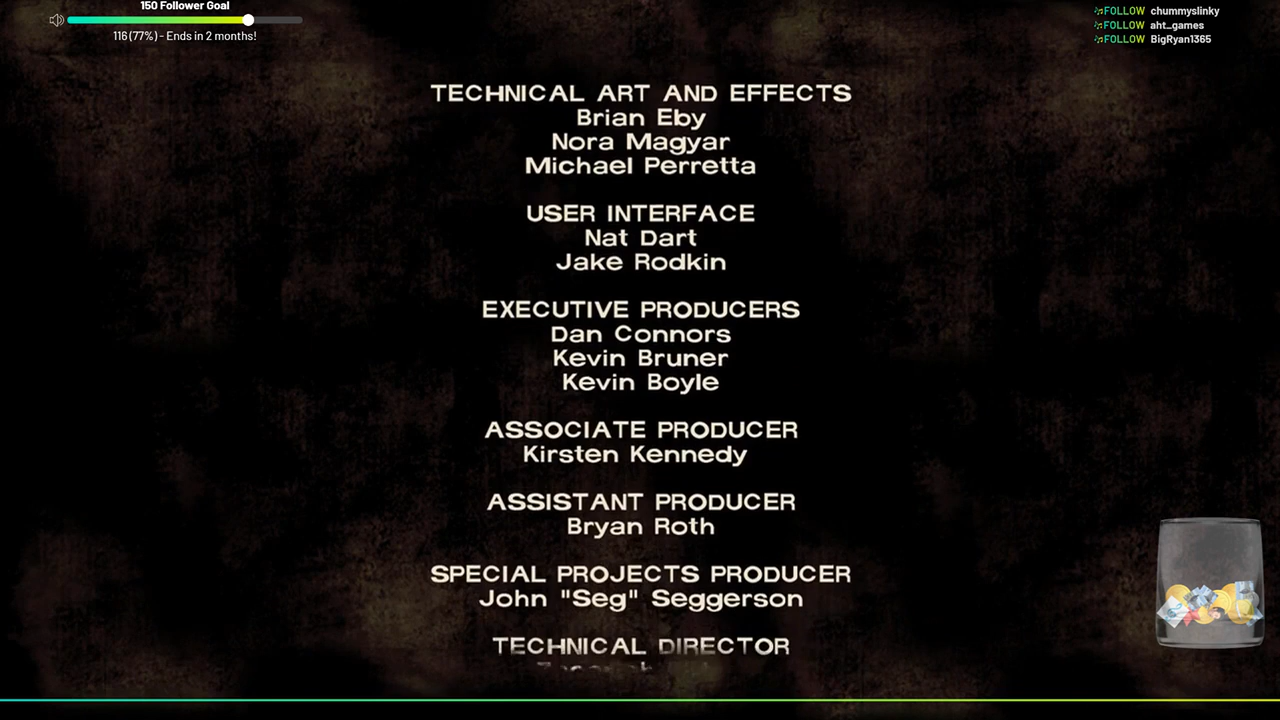 150 Follower Goal
116 (77%) - Ends in 2 months!
FOLLOW chummyslinky
FOLLOW aht_games
FOLLOW BigRyan1365
TECHNICAL ART AND EFFECTS
Brian Eby
Nora Magyar
Michael Perretta
USER INTERFACE
Nat Dart
Jake Rodkin
EXECUTIVE PRODUCERS
Dan Connors
Kevin Bruner
Kevin Boyle
ASSOCIATE PRODUCER
Kirsten Kennedy
ASSISTANT PRODUCER
Bryan Roth
SPECIAL PROJECTS PRODUCER
John "Seg" Seggerson
TECHNICAL DIRECTOR